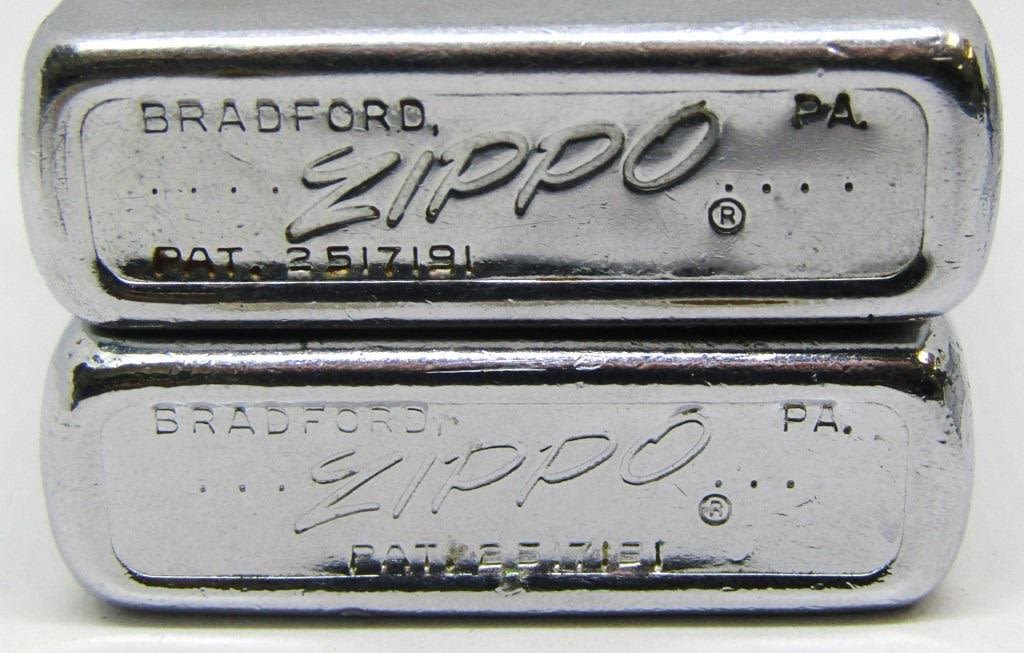 BRADFORD, PA.
.... ZIPPO ®....
PAT. 2517191
BRADFORD, PA.
... ZIPPO ®...
PAT. 2517191